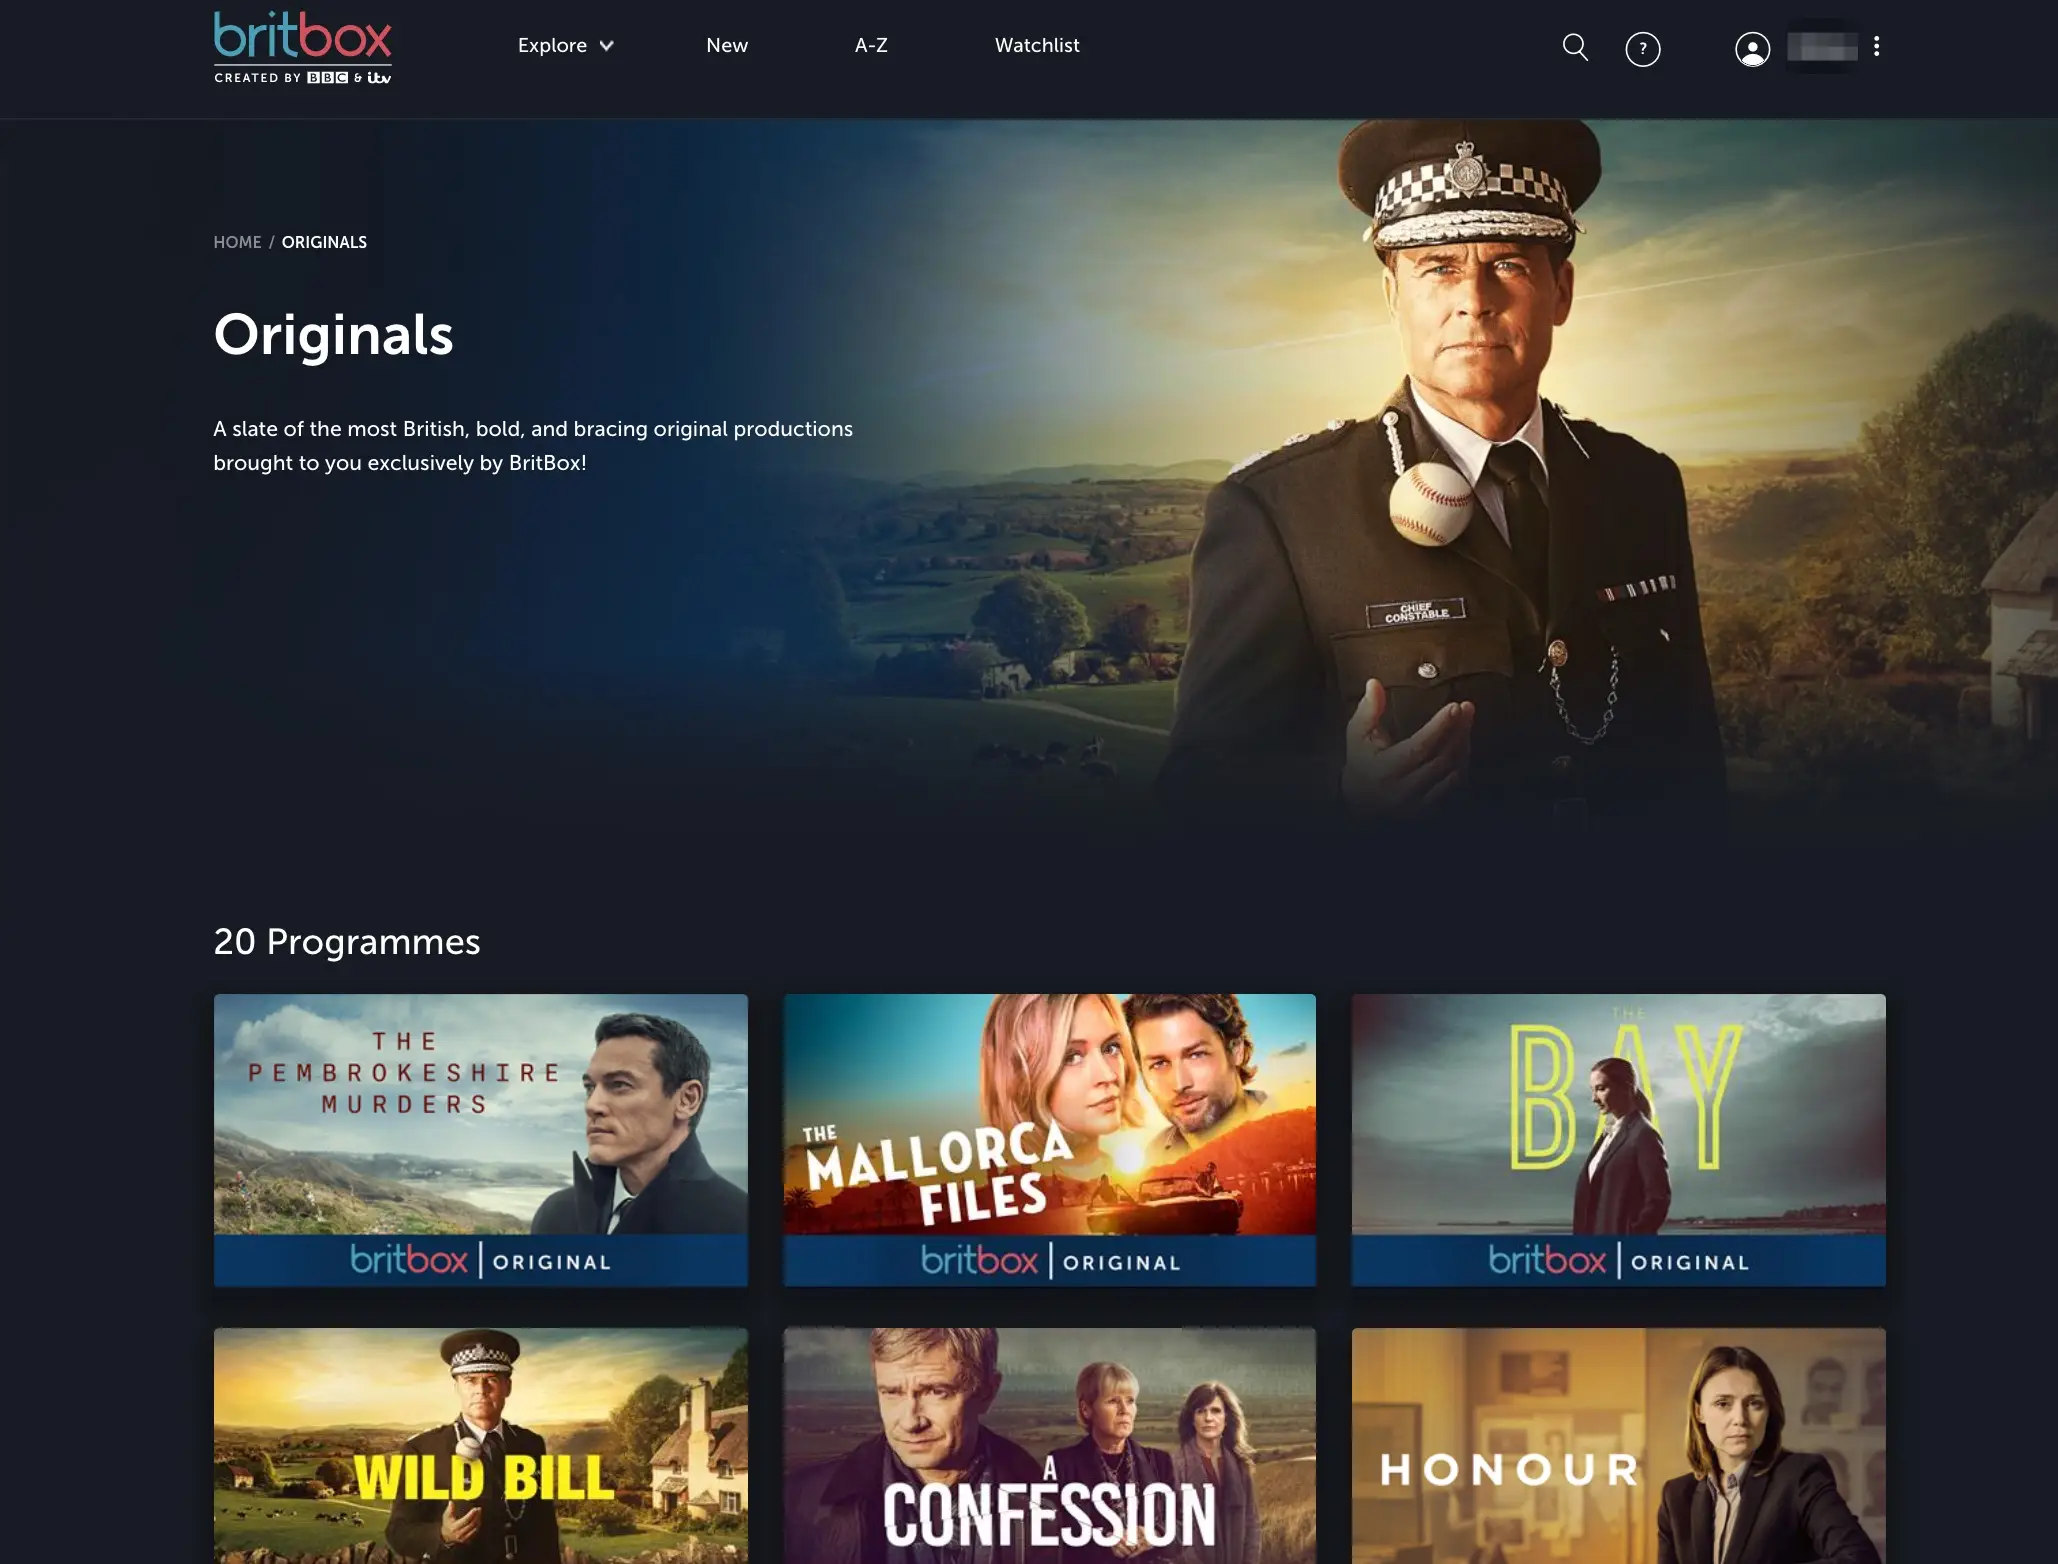 britbox
CREATED BY BBC & itv
Explore
New
A-Z
Watchlist
?
HOME / ORIGINALS
Originals
A slate of the most British, bold, and bracing original productions
brought to you exclusively by BritBox!
CHIEF
CONSTABLE
20 Programmes
THE
PEMBROKESHIRE
MURDERS
britbox | ORIGINAL
THE
MALLORCA
FILES
britbox | ORIGINAL
THE
BAY
britbox | ORIGINAL
WILD BILL
A
CONFESSION
HONOUR